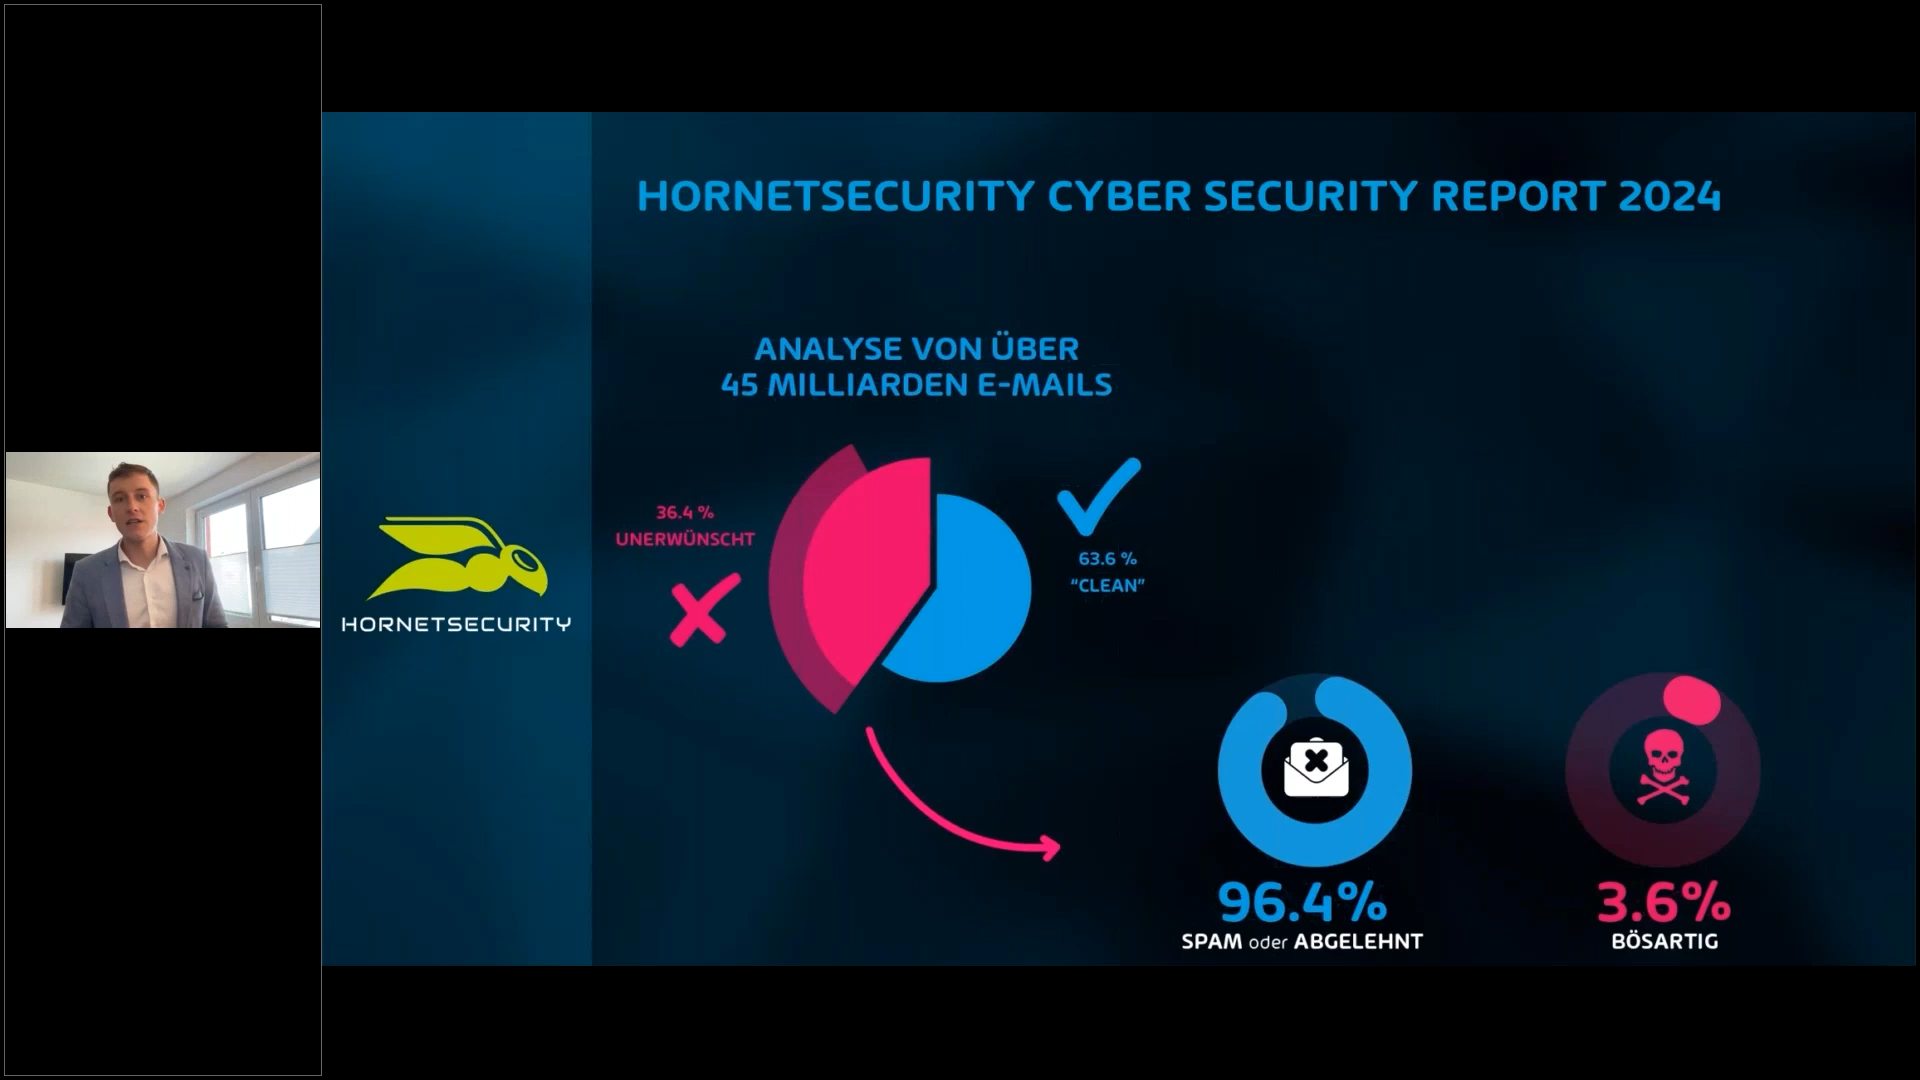 HORNETSECURITY CYBER SECURITY REPORT 2024
ANALYSE VON ÜBER
45 MILLIARDEN E-MAILS
36.4 %
UNERWÜNSCHT
63.6 %
“CLEAN”
HORNETSECURITY
96.4%
SPAM oder ABGELEHNT
3.6%
BÖSARTIG